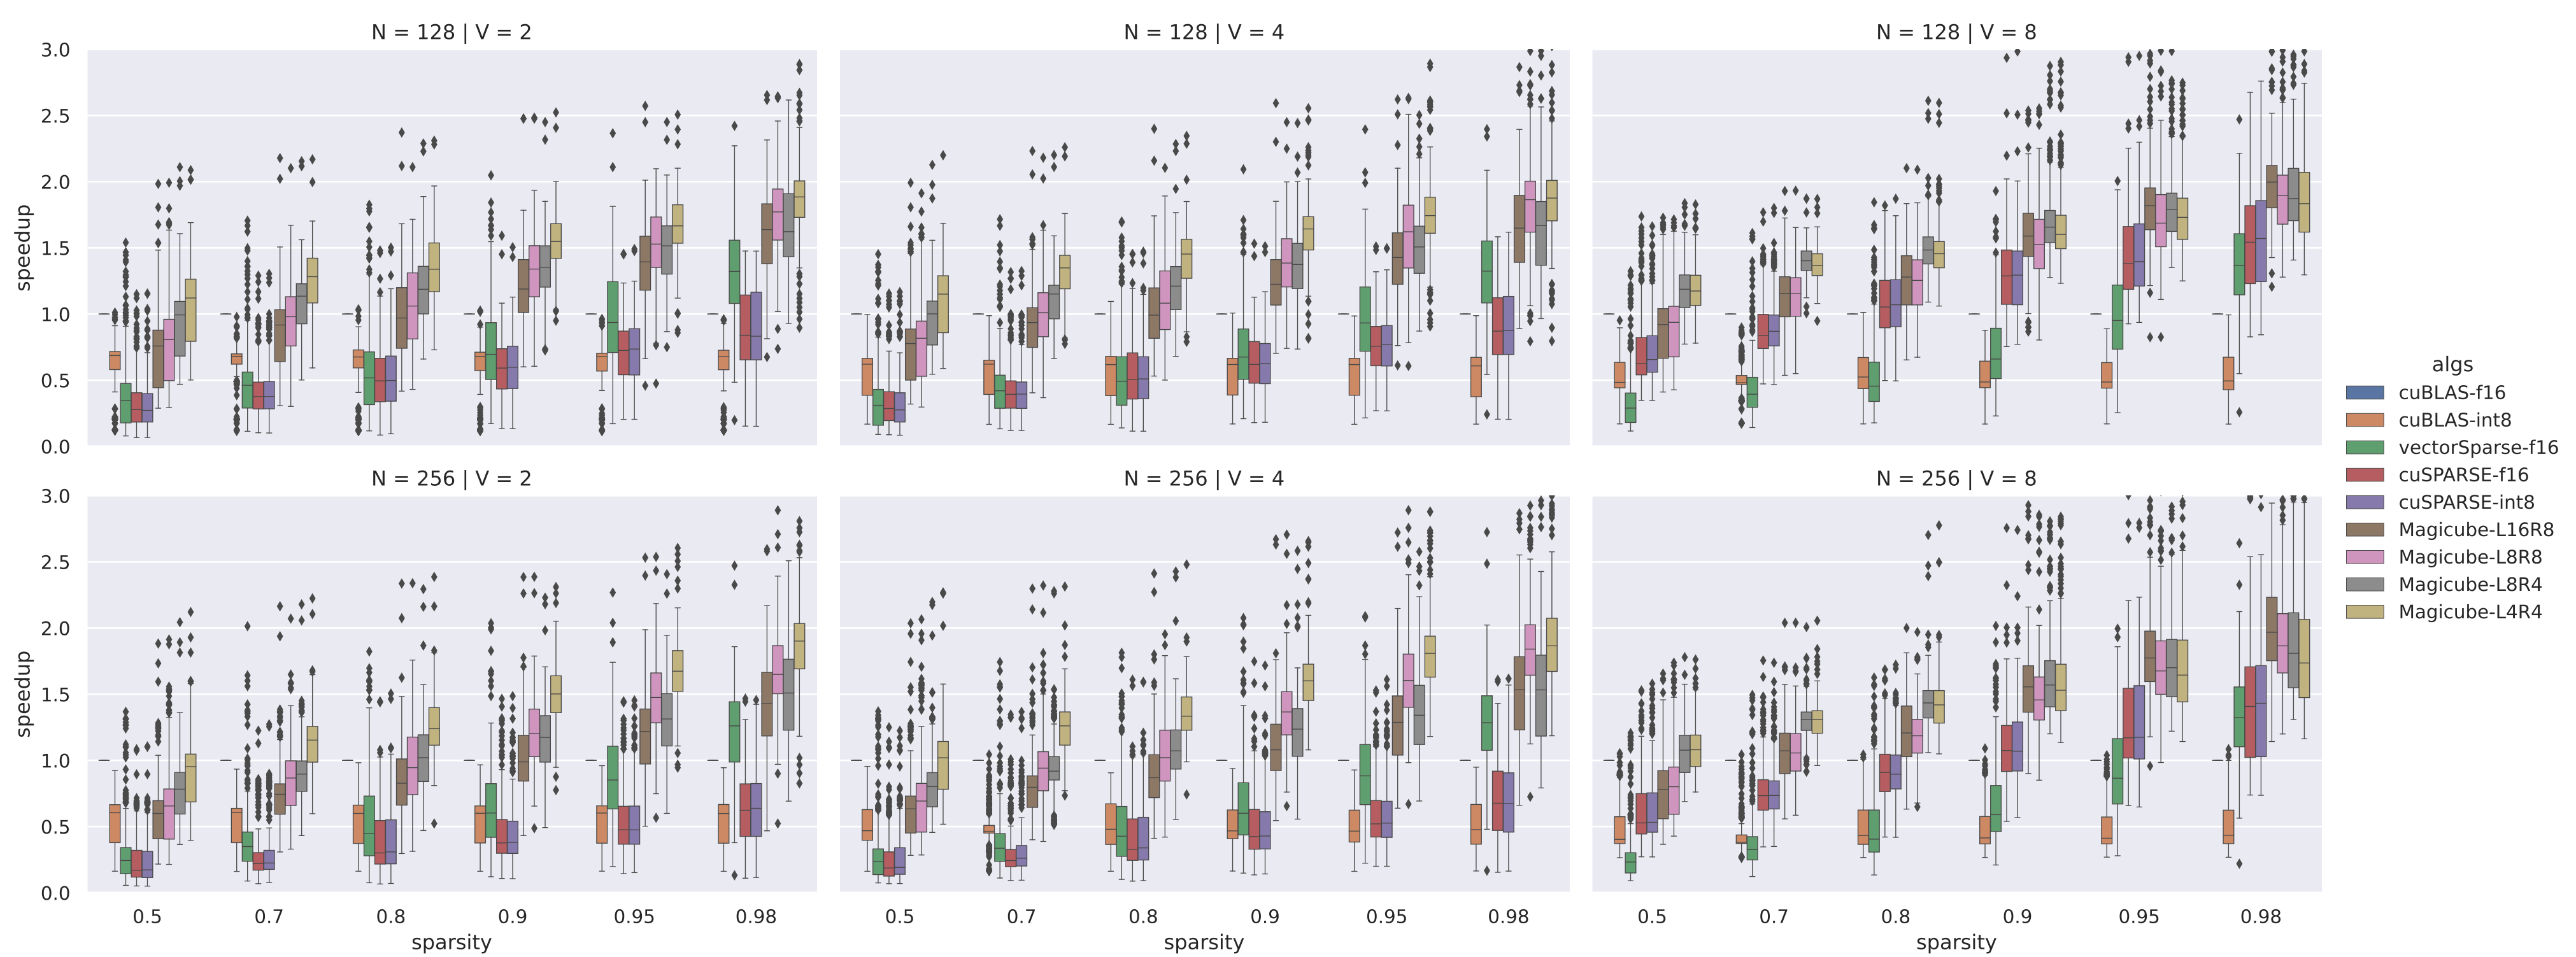 N = 128 | V = 2
N = 128 | V = 4
N = 128 | V = 8
3.0
2.5
2.0
1.5
1.0
0.5
0.0
speedup
N = 256 | V = 2
N = 256 | V = 4
N = 256 | V = 8
3.0
2.5
2.0
1.5
1.0
0.5
0.0
speedup
0.5 0.7 0.8 0.9 0.95 0.98
sparsity
0.5 0.7 0.8 0.9 0.95 0.98
sparsity
0.5 0.7 0.8 0.9 0.95 0.98
sparsity
algs
cuBLAS-f16
cuBLAS-int8
vectorSparse-f16
cuSPARSE-f16
cuSPARSE-int8
Magicube-L16R8
Magicube-L8R8
Magicube-L8R4
Magicube-L4R4